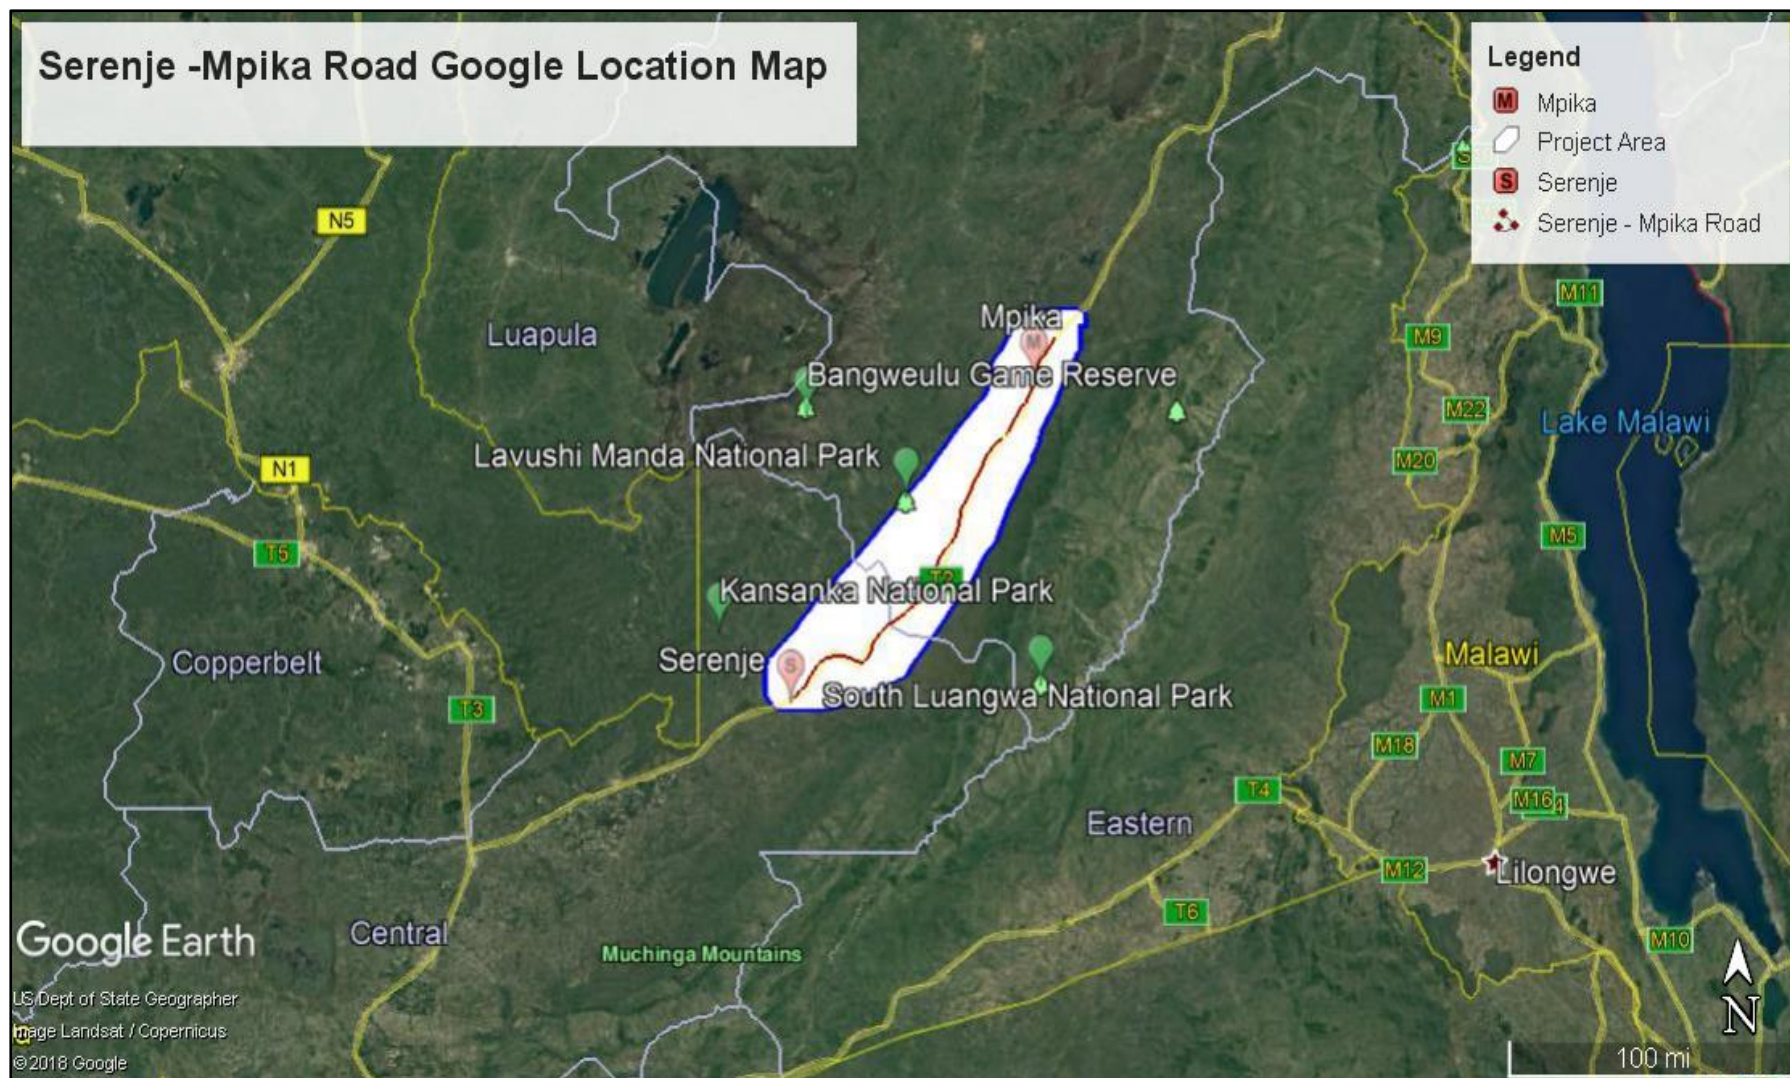 Serenje -Mpika Road Google Location Map
Legend
M Mpika
Project Area
S Serenje
Serenje - Mpika Road
N5
M11
Mpika
M
Luapula
M9
Bangweulu Game Reserve
M22
Lake Malawi
Lavushi Manda National Park
M20
N1
M5
T5
T2
Kansanka National Park
Copperbelt
Serenje
S
Malawi
South Luangwa National Park
M1
T3
M18
M7
T4
M16
Eastern
M12
Lilongwe
T6
Central
Google Earth
Muchinga Mountains
M10
US Dept of State Geographer
Image Landsat / Copernicus
© 2018 Google
N
100 mi